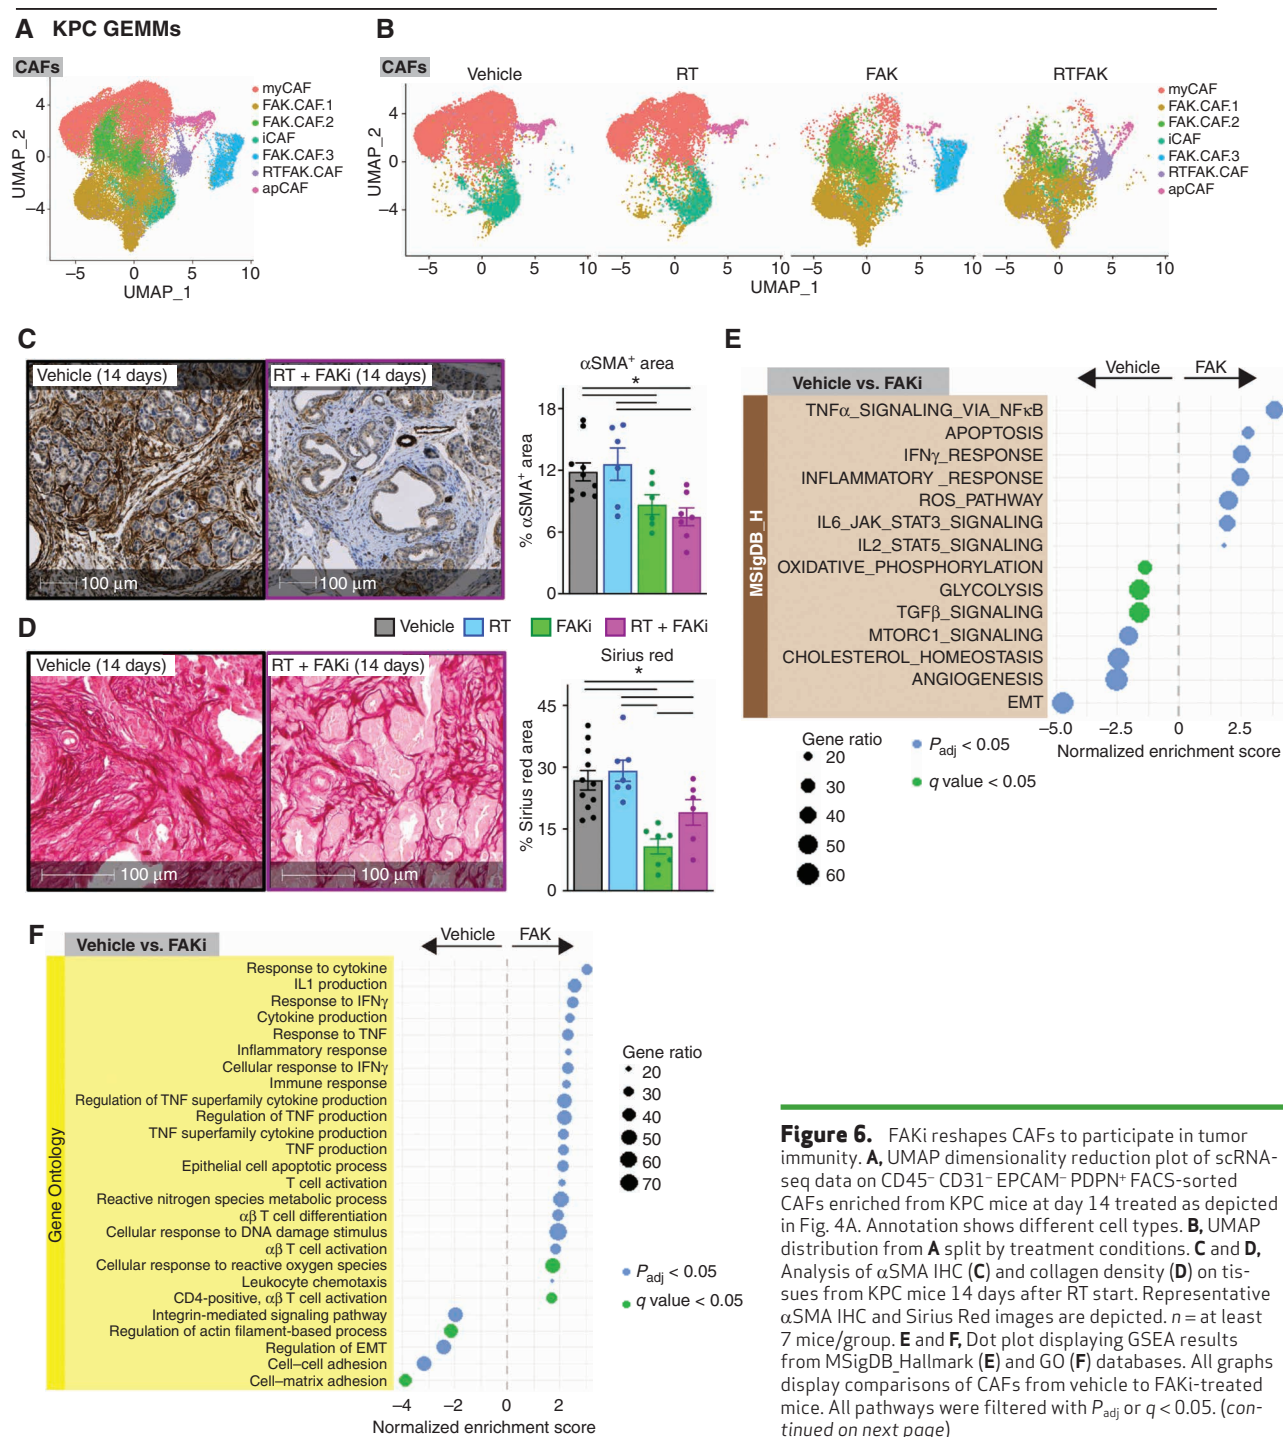 A KPC GEMMs
CAFs
4
0
−4
UMAP_2
−5 0 5 10
UMAP_1
myCAF
FAK.CAF.1
FAK.CAF.2
iCAF
FAK.CAF.3
RTFAK.CAF
apCAF
B
CAFs
Vehicle RT FAK RTFAK
4
0
−4
UMAP_2
−5 0 5 10 −5 0 5 10 −5 0 5 10 −5 0 5 10
UMAP_1
myCAF
FAK.CAF.1
FAK.CAF.2
iCAF
FAK.CAF.3
RTFAK.CAF
apCAF
C
Vehicle (14 days)
100 μm
RT + FAKi (14 days)
100 μm
αSMA+ area
*
18
12
6
0
% αSMA+ area
Vehicle RT FAKi RT + FAKi
D
Vehicle (14 days)
100 μm
RT + FAKi (14 days)
100 μm
Sirius red
*
45
30
15
0
% Sirius red area
E
Vehicle vs. FAKi
Vehicle FAK
MSigDB_H
TNFα_SIGNALING_VIA_NFκB
APOPTOSIS
IFNγ_RESPONSE
INFLAMMATORY _RESPONSE
ROS_PATHWAY
IL6_JAK_STAT3_SIGNALING
IL2_STAT5_SIGNALING
OXIDATIVE_PHOSPHORYLATION
GLYCOLYSIS
TGFβ_SIGNALING
MTORC1_SIGNALING
CHOLESTEROL_HOMEOSTASIS
ANGIOGENESIS
EMT
−5.0 −2.5 0 2.5
Normalized enrichment score
Gene ratio
20
30
40
50
60
Padj < 0.05
q value < 0.05
F
Vehicle vs. FAKi
Vehicle FAK
Gene Ontology
Response to cytokine
IL1 production
Response to IFNγ
Cytokine production
Response to TNF
Inflammatory response
Cellular response to IFNγ
Immune response
Regulation of TNF superfamily cytokine production
Regulation of TNF production
TNF superfamily cytokine production
TNF production
Epithelial cell apoptotic process
T cell activation
Reactive nitrogen species metabolic process
αβ T cell differentiation
Cellular response to DNA damage stimulus
αβ T cell activation
Cellular response to reactive oxygen species
Leukocyte chemotaxis
CD4-positive, αβ T cell activation
Integrin-mediated signaling pathway
Regulation of actin filament-based process
Regulation of EMT
Cell–cell adhesion
Cell–matrix adhesion
−4 −2 0 2
Normalized enrichment score
Gene ratio
20
30
40
50
60
70
Padj < 0.05
q value < 0.05
Figure 6. FAKi reshapes CAFs to participate in tumor
immunity. A, UMAP dimensionality reduction plot of scRNA-
seq data on CD45− CD31− EPCAM− PDPN+ FACS-sorted
CAFs enriched from KPC mice at day 14 treated as depicted
in Fig. 4A. Annotation shows different cell types. B, UMAP
distribution from A split by treatment conditions. C and D,
Analysis of αSMA IHC (C) and collagen density (D) on tis-
sues from KPC mice 14 days after RT start. Representative
αSMA IHC and Sirius Red images are depicted. n = at least
7 mice/group. E and F, Dot plot displaying GSEA results
from MSigDB_Hallmark (E) and GO (F) databases. All graphs
display comparisons of CAFs from vehicle to FAKi-treated
mice. All pathways were filtered with Padj or q < 0.05. (con-
tinued on next page)